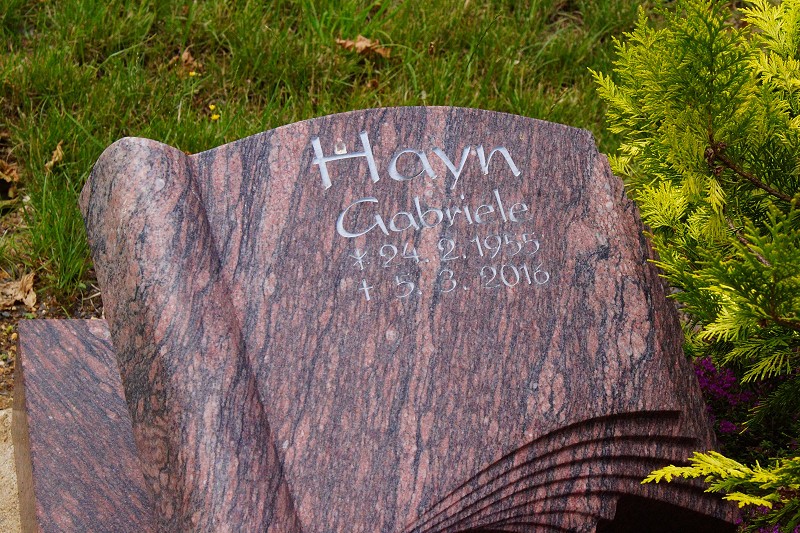 Hayn
Gabriele
* 24. 2. 1955
† 5. 3. 2016